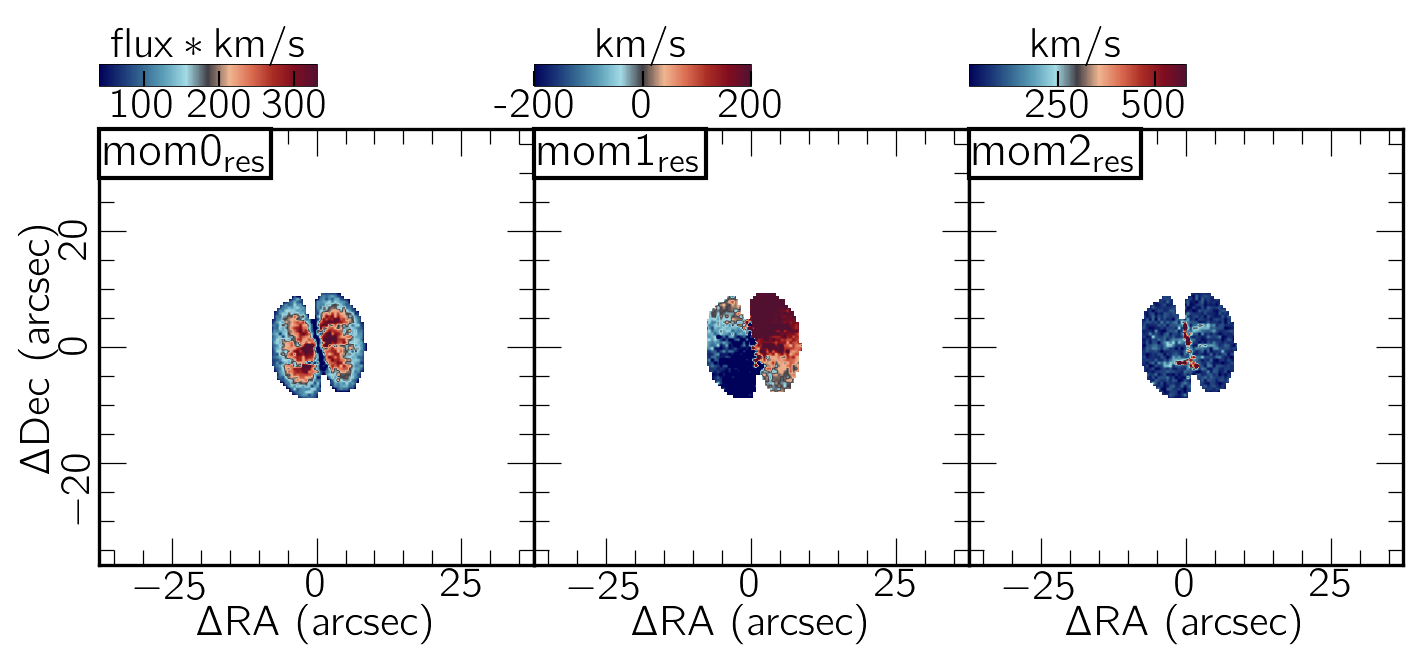 flux * km/s km/s km/s
100 200 300 -200 0 200 250 500
mom0res mom1res mom2res
20
0
−20
ΔDec (arcsec)
−25 0 25 −25 0 25 −25 0 25
ΔRA (arcsec) ΔRA (arcsec) ΔRA (arcsec)